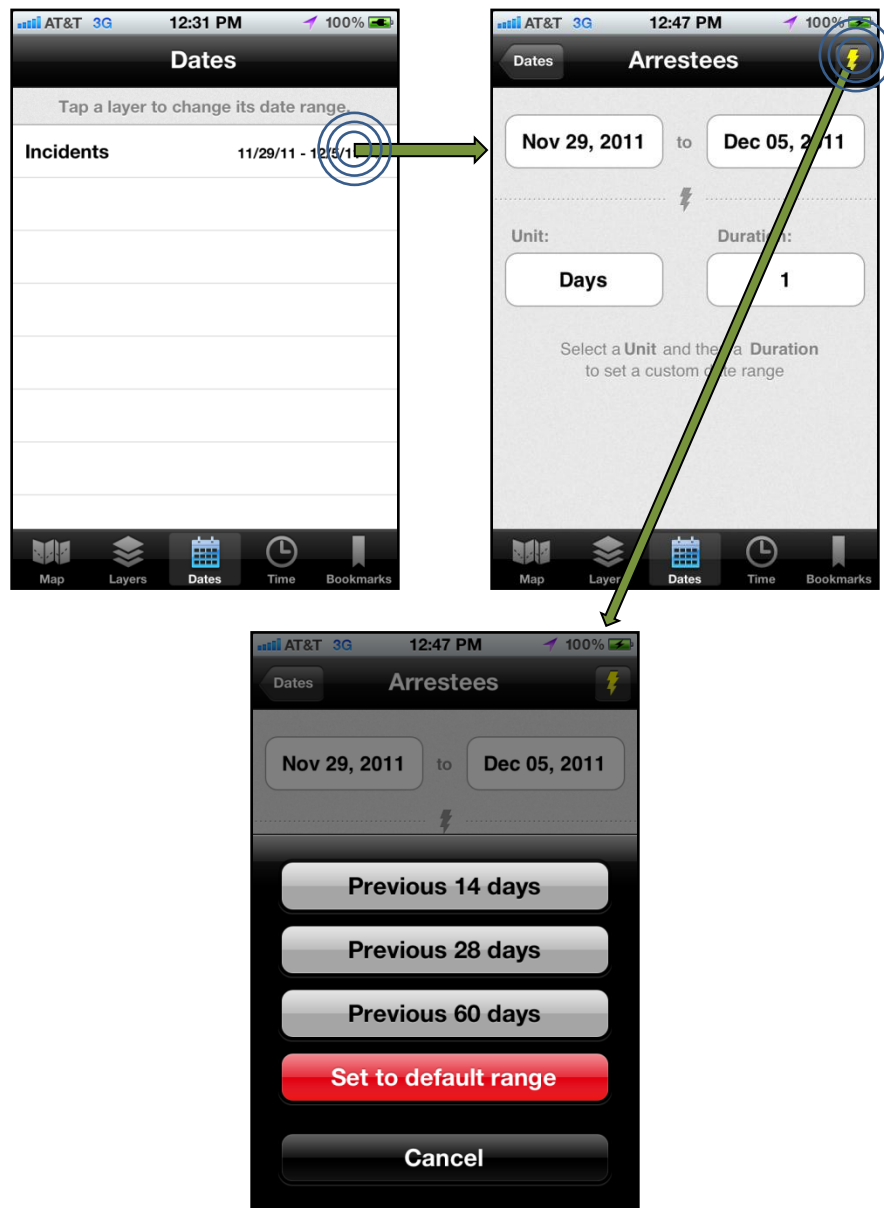 AT&T 3G 12:31 PM 100%
Dates
Tap a layer to change its date range.
Incidents 11/29/11 - 12/5/11
Map Layers Dates Time Bookmarks
AT&T 3G 12:47 PM 100%
Dates Arrestees
Nov 29, 2011 to Dec 05, 2011
Unit: Duration:
Days 1
Select a Unit and then a Duration
to set a custom date range
Map Layers Dates Time Bookmarks
AT&T 3G 12:47 PM 100%
Dates Arrestees
Nov 29, 2011 to Dec 05, 2011
Previous 14 days
Previous 28 days
Previous 60 days
Set to default range
Cancel